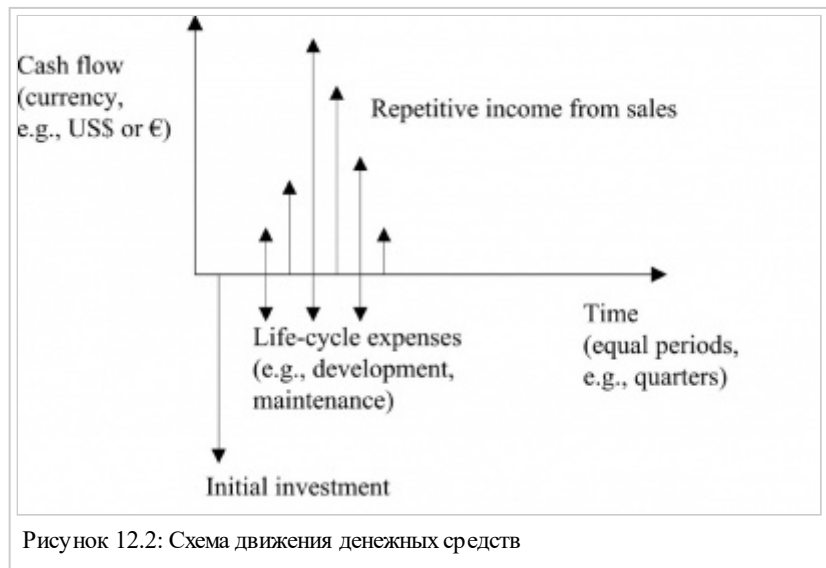 Cash flow
(currency,
e.g., US$ or €)
Repetitive income from sales
Time
(equal periods,
e.g., quarters)
Life-cycle expenses
(e.g., development,
maintenance)
Initial investment
Рисунок 12.2: Схема движения денежных средств